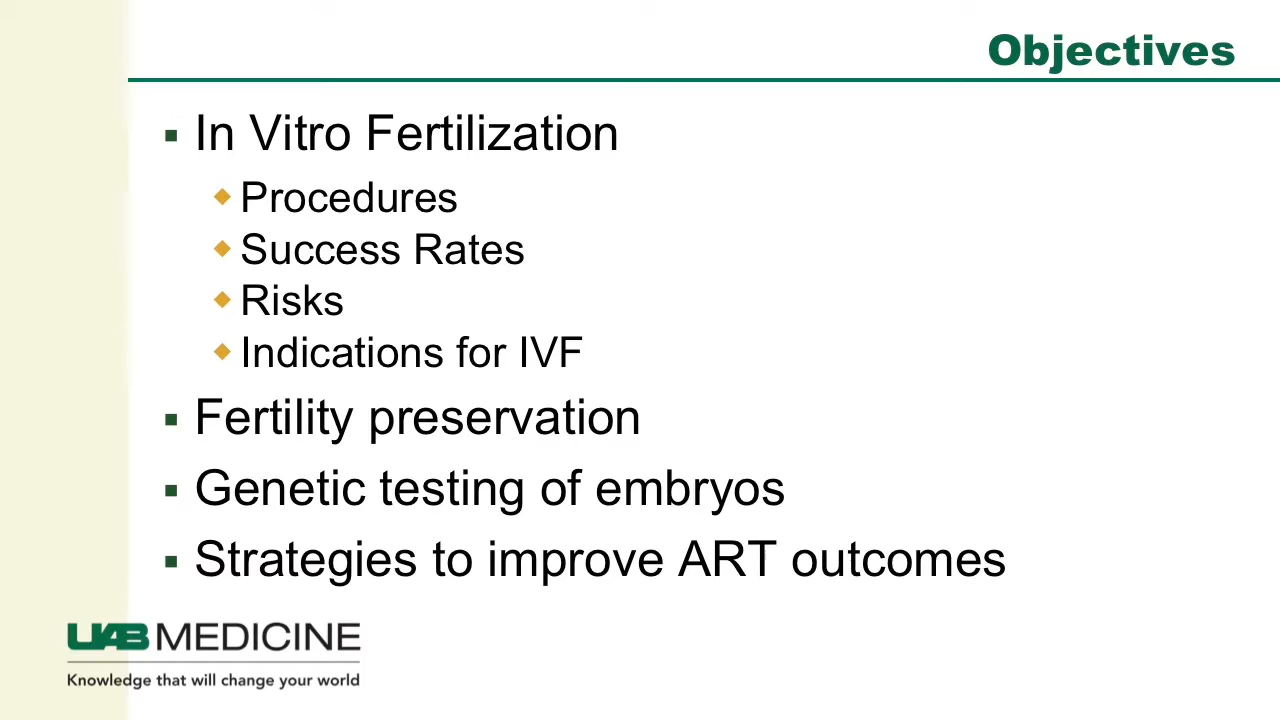 Objectives
In Vitro Fertilization
Procedures
Success Rates
Risks
Indications for IVF
Fertility preservation
Genetic testing of embryos
Strategies to improve ART outcomes
UAB MEDICINE
Knowledge that will change your world